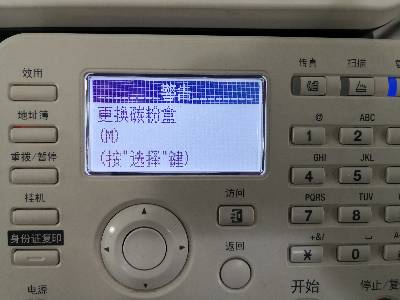 警告
更换碳粉盒
(M)
(按"选择"键)
效用
地址簿
重拨/暂停
挂机
身份证复印
电源
访问
返回
传真
扫描
@
ABC
1
2
GHI
JKL
4
5
PQRS
TUV
7
8
+&/
*
0
开始
停止/复